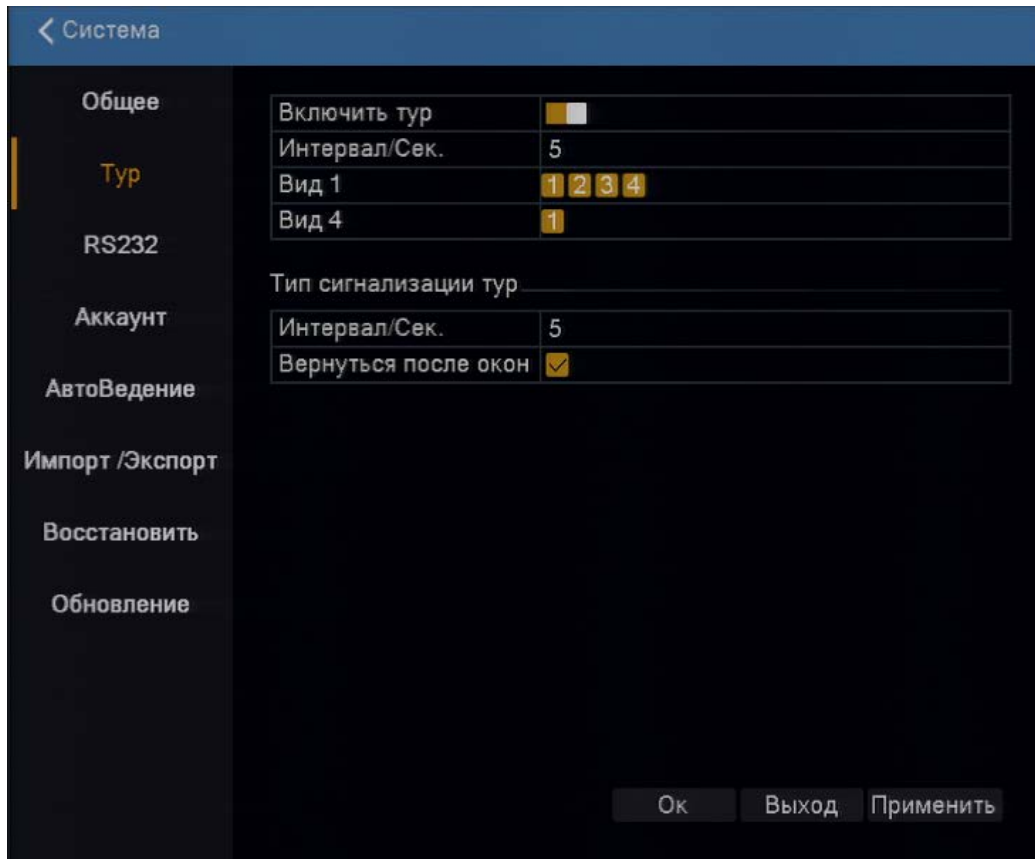 Система
Общее
Тур
RS232
Аккаунт
АвтоВедение
Импорт /Экспорт
Восстановить
Обновление
Включить тур
Интервал/Сек. 5
Вид 1 1 2 3 4
Вид 4 1
Тип сигнализации тур
Интервал/Сек. 5
Вернуться после окон
Ок Выход Применить